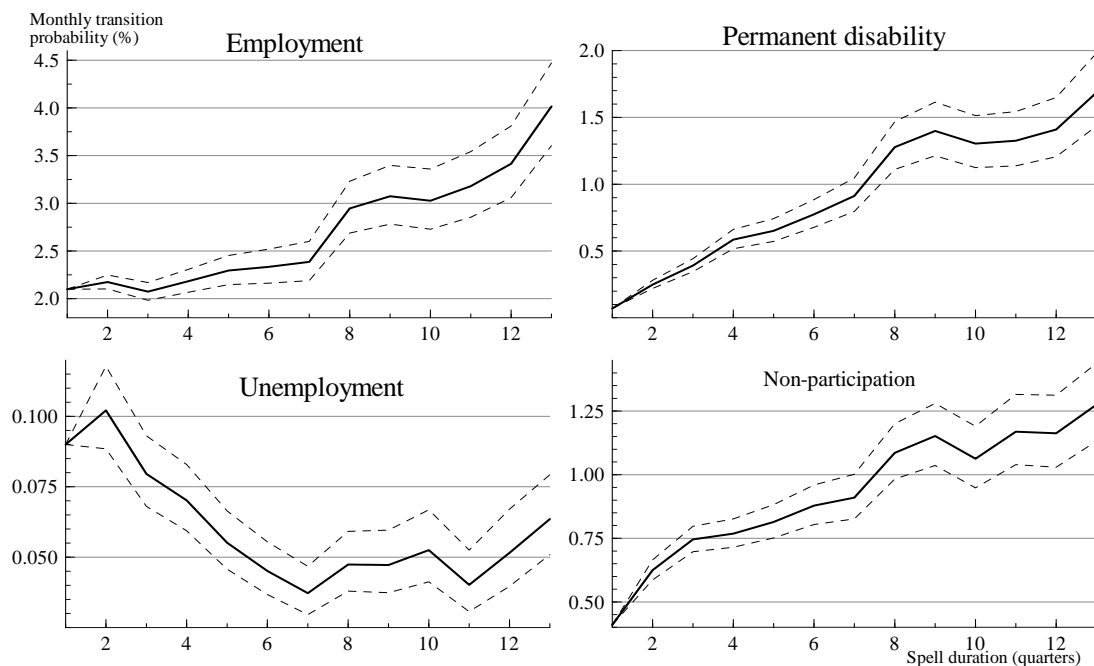 Monthly transition
probability (%)
Employment
4.5
4.0
3.5
3.0
2.5
2.0
2 4 6 8 10 12
Permanent disability
2.0
1.5
1.0
0.5
2 4 6 8 10 12
Unemployment
0.100
0.075
0.050
2 4 6 8 10 12
Non-participation
1.25
1.00
0.75
0.50
2 4 6 8 10 12
Spell duration (quarters)